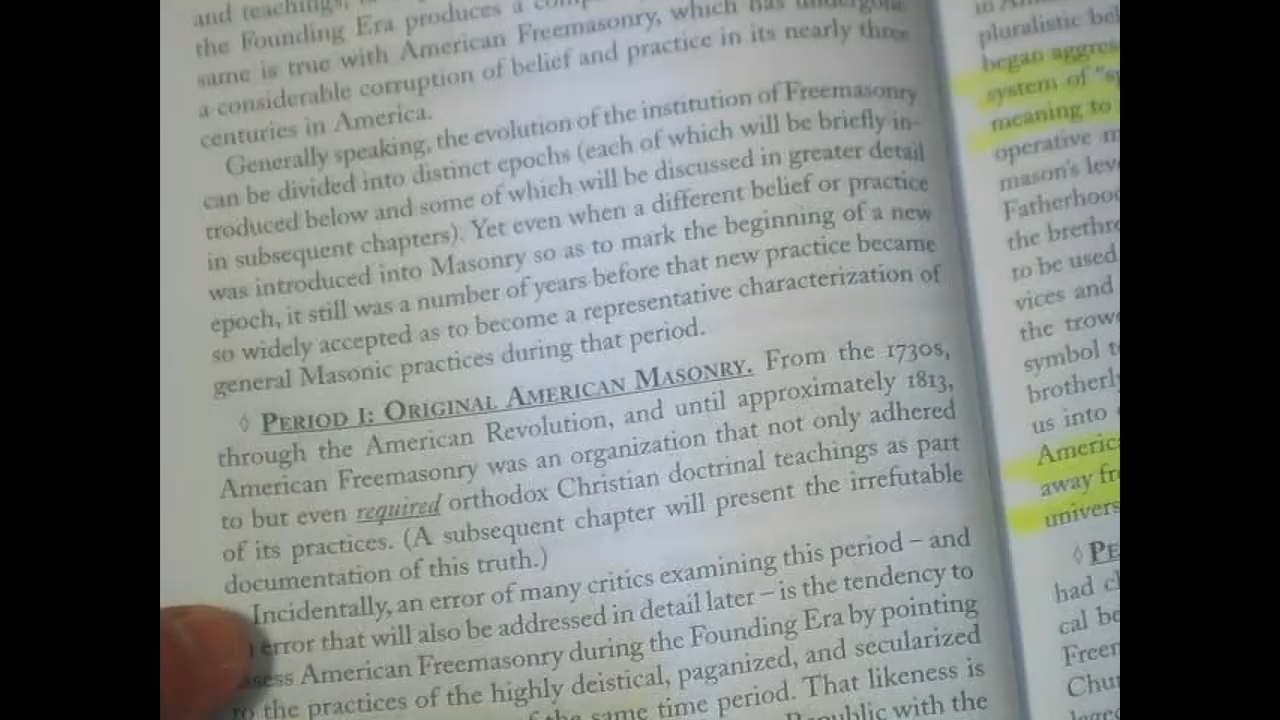 and teachings,
the Founding Era produces a
same is true with American Freemasonry, which has undergone
a considerable corruption of belief and practice in its nearly three
centuries in America.
Generally speaking, the evolution of the institution of Freemasonry
can be divided into distinct epochs (each of which will be briefly in-
troduced below and some of which will be discussed in greater detail
in subsequent chapters). Yet even when a different belief or practice
was introduced into Masonry so as to mark the beginning of a new
epoch, it still was a number of years before that new practice became
so widely accepted as to become a representative characterization of
general Masonic practices during that period.
◊ PERIOD I: ORIGINAL AMERICAN MASONRY. From the 1730s,
through the American Revolution, and until approximately 1813,
American Freemasonry was an organization that not only adhered
to but even required orthodox Christian doctrinal teachings as part
of its practices. (A subsequent chapter will present the irrefutable
documentation of this truth.)
Incidentally, an error of many critics examining this period – and
error that will also be addressed in detail later – is the tendency to
American Freemasonry during the Founding Era by pointing
to the practices of the highly deistical, paganized, and secularized
of the same time period. That likeness is
Republic with the
pluralistic
began
system of
meaning to
operative
mason's
the
to be used
vices and
the
symbol
us into
away
◊
had